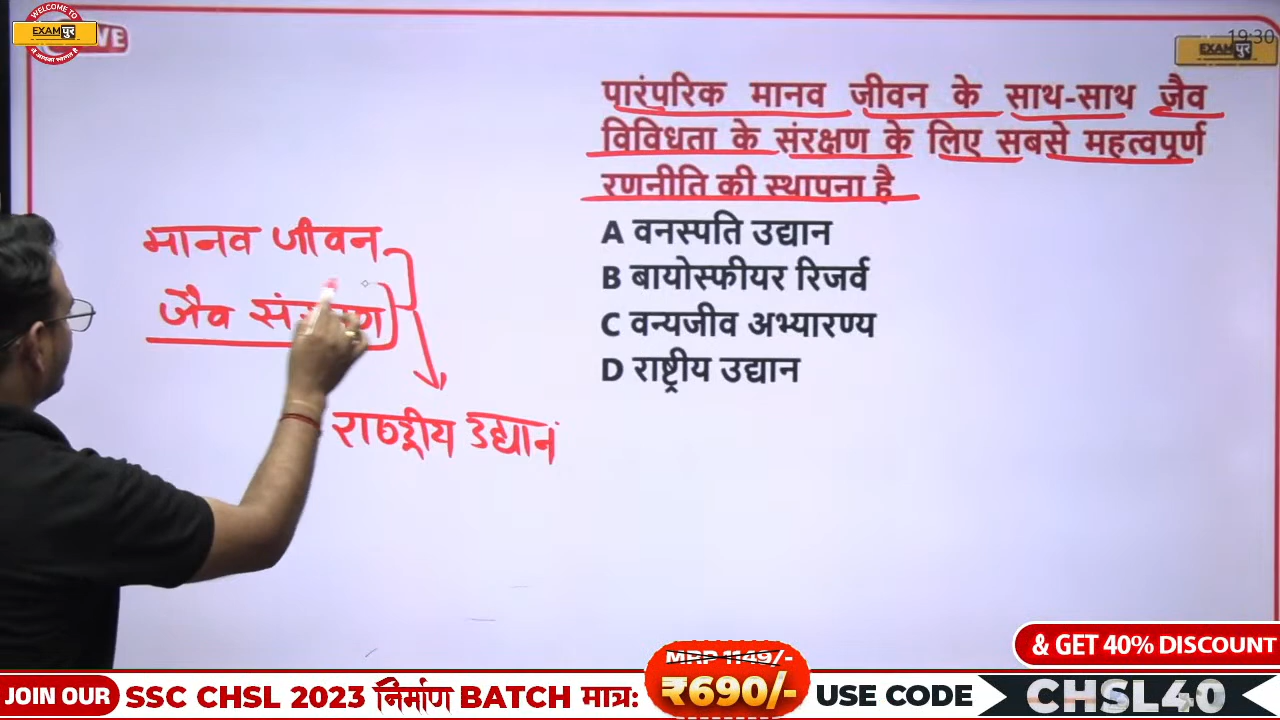 WELCOME TO
EXAMपुर
19:30
EXAMपुर
पारंपरिक मानव जीवन के साथ-साथ जैव
विविधता के संरक्षण के लिए सबसे महत्वपूर्ण
रणनीति की स्थापना है
A वनस्पति उद्यान
B बायोस्फीयर रिजर्व
C वन्यजीव अभ्यारण्य
D राष्ट्रीय उद्यान
मानव जीवन
जैव
राष्ट्रीय उद्यान
& GET 40% DISCOUNT
MRP 1149/-
JOIN OUR SSC CHSL 2023 निर्माण BATCH मात्र: ₹690/- USE CODE CHSL40